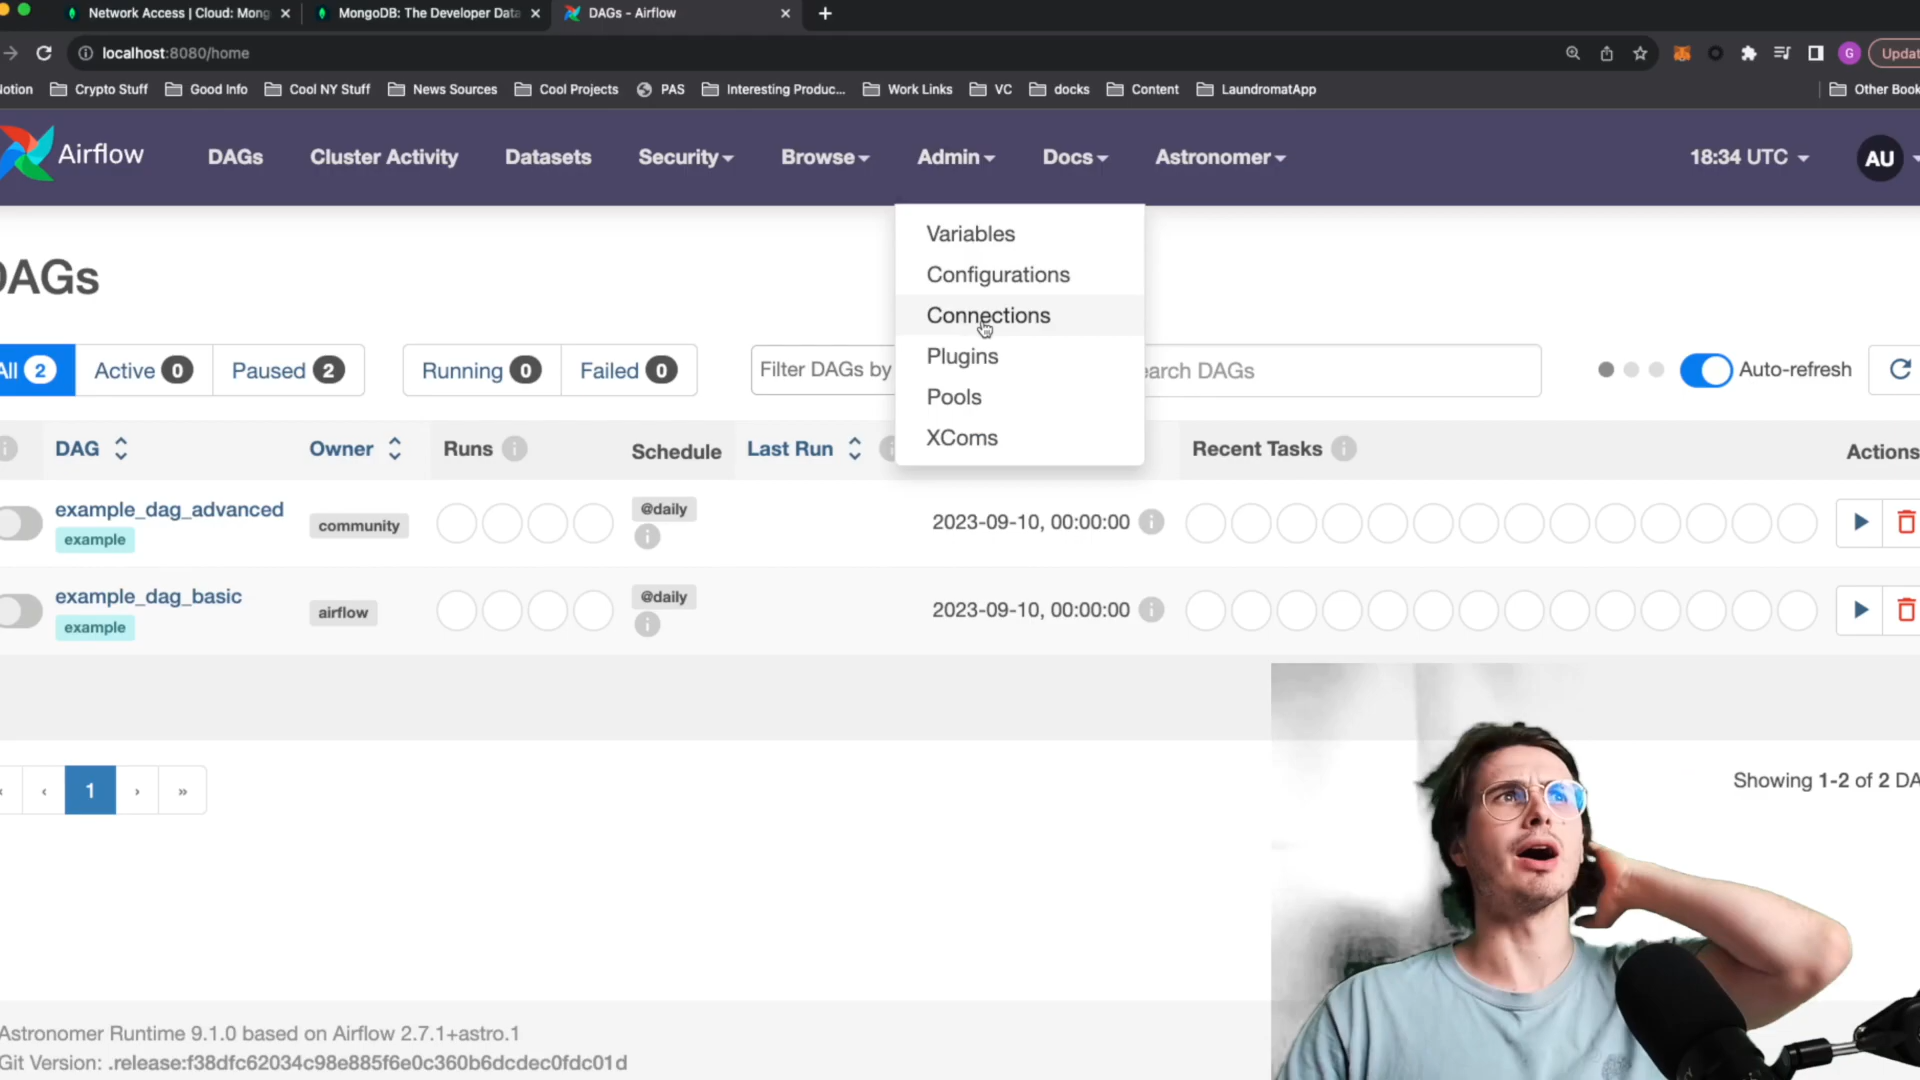 Network Access | Cloud: Mong
MongoDB: The Developer Data
DAGs - Airflow
localhost:8080/home
G
Updat
otion
Crypto Stuff
Good Info
Cool NY Stuff
News Sources
Cool Projects
PAS
Interesting Produc...
Work Links
VC
docks
Content
LaundromatApp
Other Book
Airflow
DAGs
Cluster Activity
Datasets
Security
Browse
Admin
Docs
Astronomer
18:34 UTC
AU
Variables
Configurations
Connections
Plugins
Pools
XComs
DAGs
All 2
Active 0
Paused 2
Running 0
Failed 0
Filter DAGs by
earch DAGs
Auto-refresh
DAG
Owner
Runs
Schedule
Last Run
Recent Tasks
Actions
example_dag_advanced
example
community
@daily
2023-09-10, 00:00:00
example_dag_basic
example
airflow
@daily
2023-09-10, 00:00:00
« ‹ 1 › »
Showing 1-2 of 2 DA
Astronomer Runtime 9.1.0 based on Airflow 2.7.1+astro.1
Git Version: .release:f38dfc62034c98e885f6e0c360b6dcdec0fdc01d